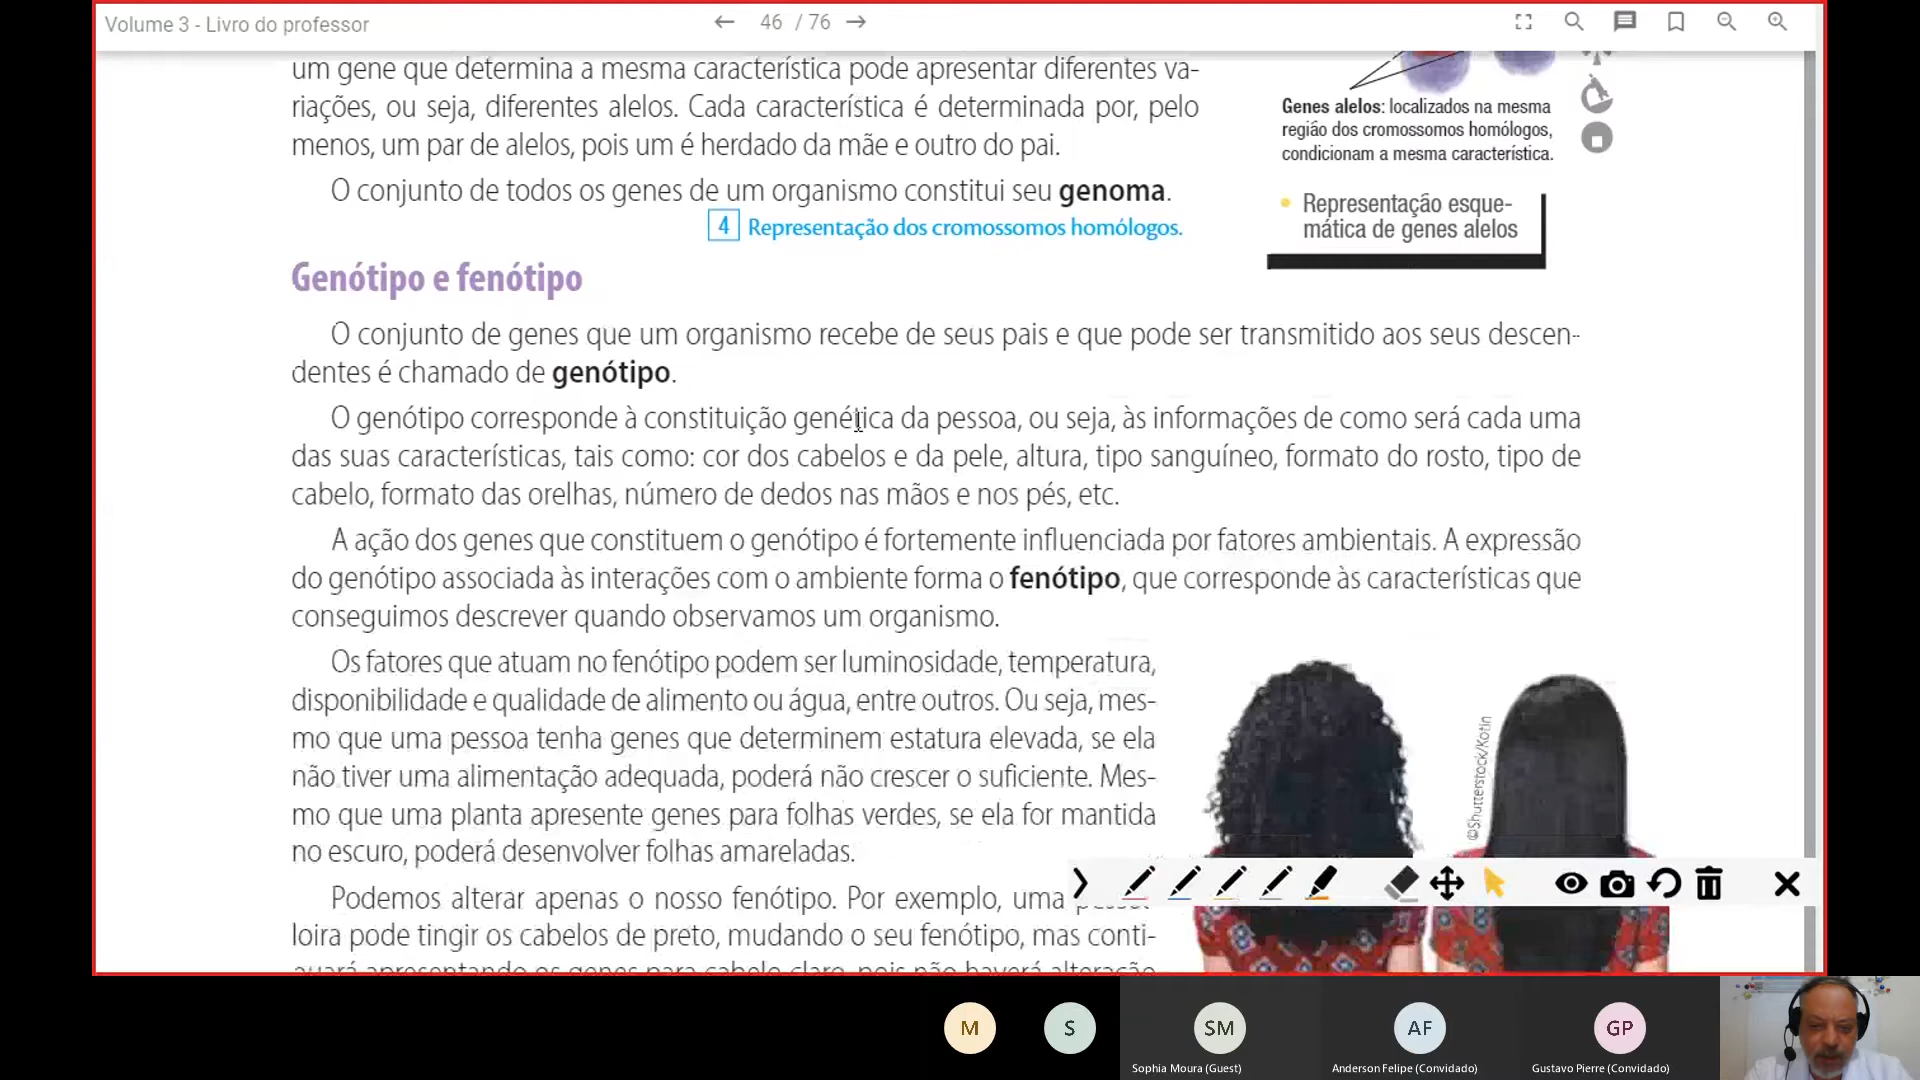 Volume 3 - Livro do professor
46 / 76
um gene que determina a mesma característica pode apresentar diferentes va-
riações, ou seja, diferentes alelos. Cada característica é determinada por, pelo
menos, um par de alelos, pois um é herdado da mãe e outro do pai.
O conjunto de todos os genes de um organismo constitui seu genoma.
4 Representação dos cromossomos homólogos.
Genes alelos: localizados na mesma
região dos cromossomos homólogos,
condicionam a mesma característica.
• Representação esque-
mática de genes alelos
Genótipo e fenótipo
O conjunto de genes que um organismo recebe de seus pais e que pode ser transmitido aos seus descen-
dentes é chamado de genótipo.
O genótipo corresponde à constituição genética da pessoa, ou seja, às informações de como será cada uma
das suas características, tais como: cor dos cabelos e da pele, altura, tipo sanguíneo, formato do rosto, tipo de
cabelo, formato das orelhas, número de dedos nas mãos e nos pés, etc.
A ação dos genes que constituem o genótipo é fortemente influenciada por fatores ambientais. A expressão
do genótipo associada às interações com o ambiente forma o fenótipo, que corresponde às características que
conseguimos descrever quando observamos um organismo.
Os fatores que atuam no fenótipo podem ser luminosidade, temperatura,
disponibilidade e qualidade de alimento ou água, entre outros. Ou seja, mes-
mo que uma pessoa tenha genes que determinem estatura elevada, se ela
não tiver uma alimentação adequada, poderá não crescer o suficiente. Mes-
mo que uma planta apresente genes para folhas verdes, se ela for mantida
no escuro, poderá desenvolver folhas amareladas.
Podemos alterar apenas o nosso fenótipo. Por exemplo, uma
loira pode tingir os cabelos de preto, mudando o seu fenótipo, mas conti-
apresentando os genes para cabelo claro, pois não haverá alteração
©Shutterstock/Kotin
M
S
SM
AF
GP
Sophia Moura (Guest)
Anderson Felipe (Convidado)
Gustavo Pierre (Convidado)